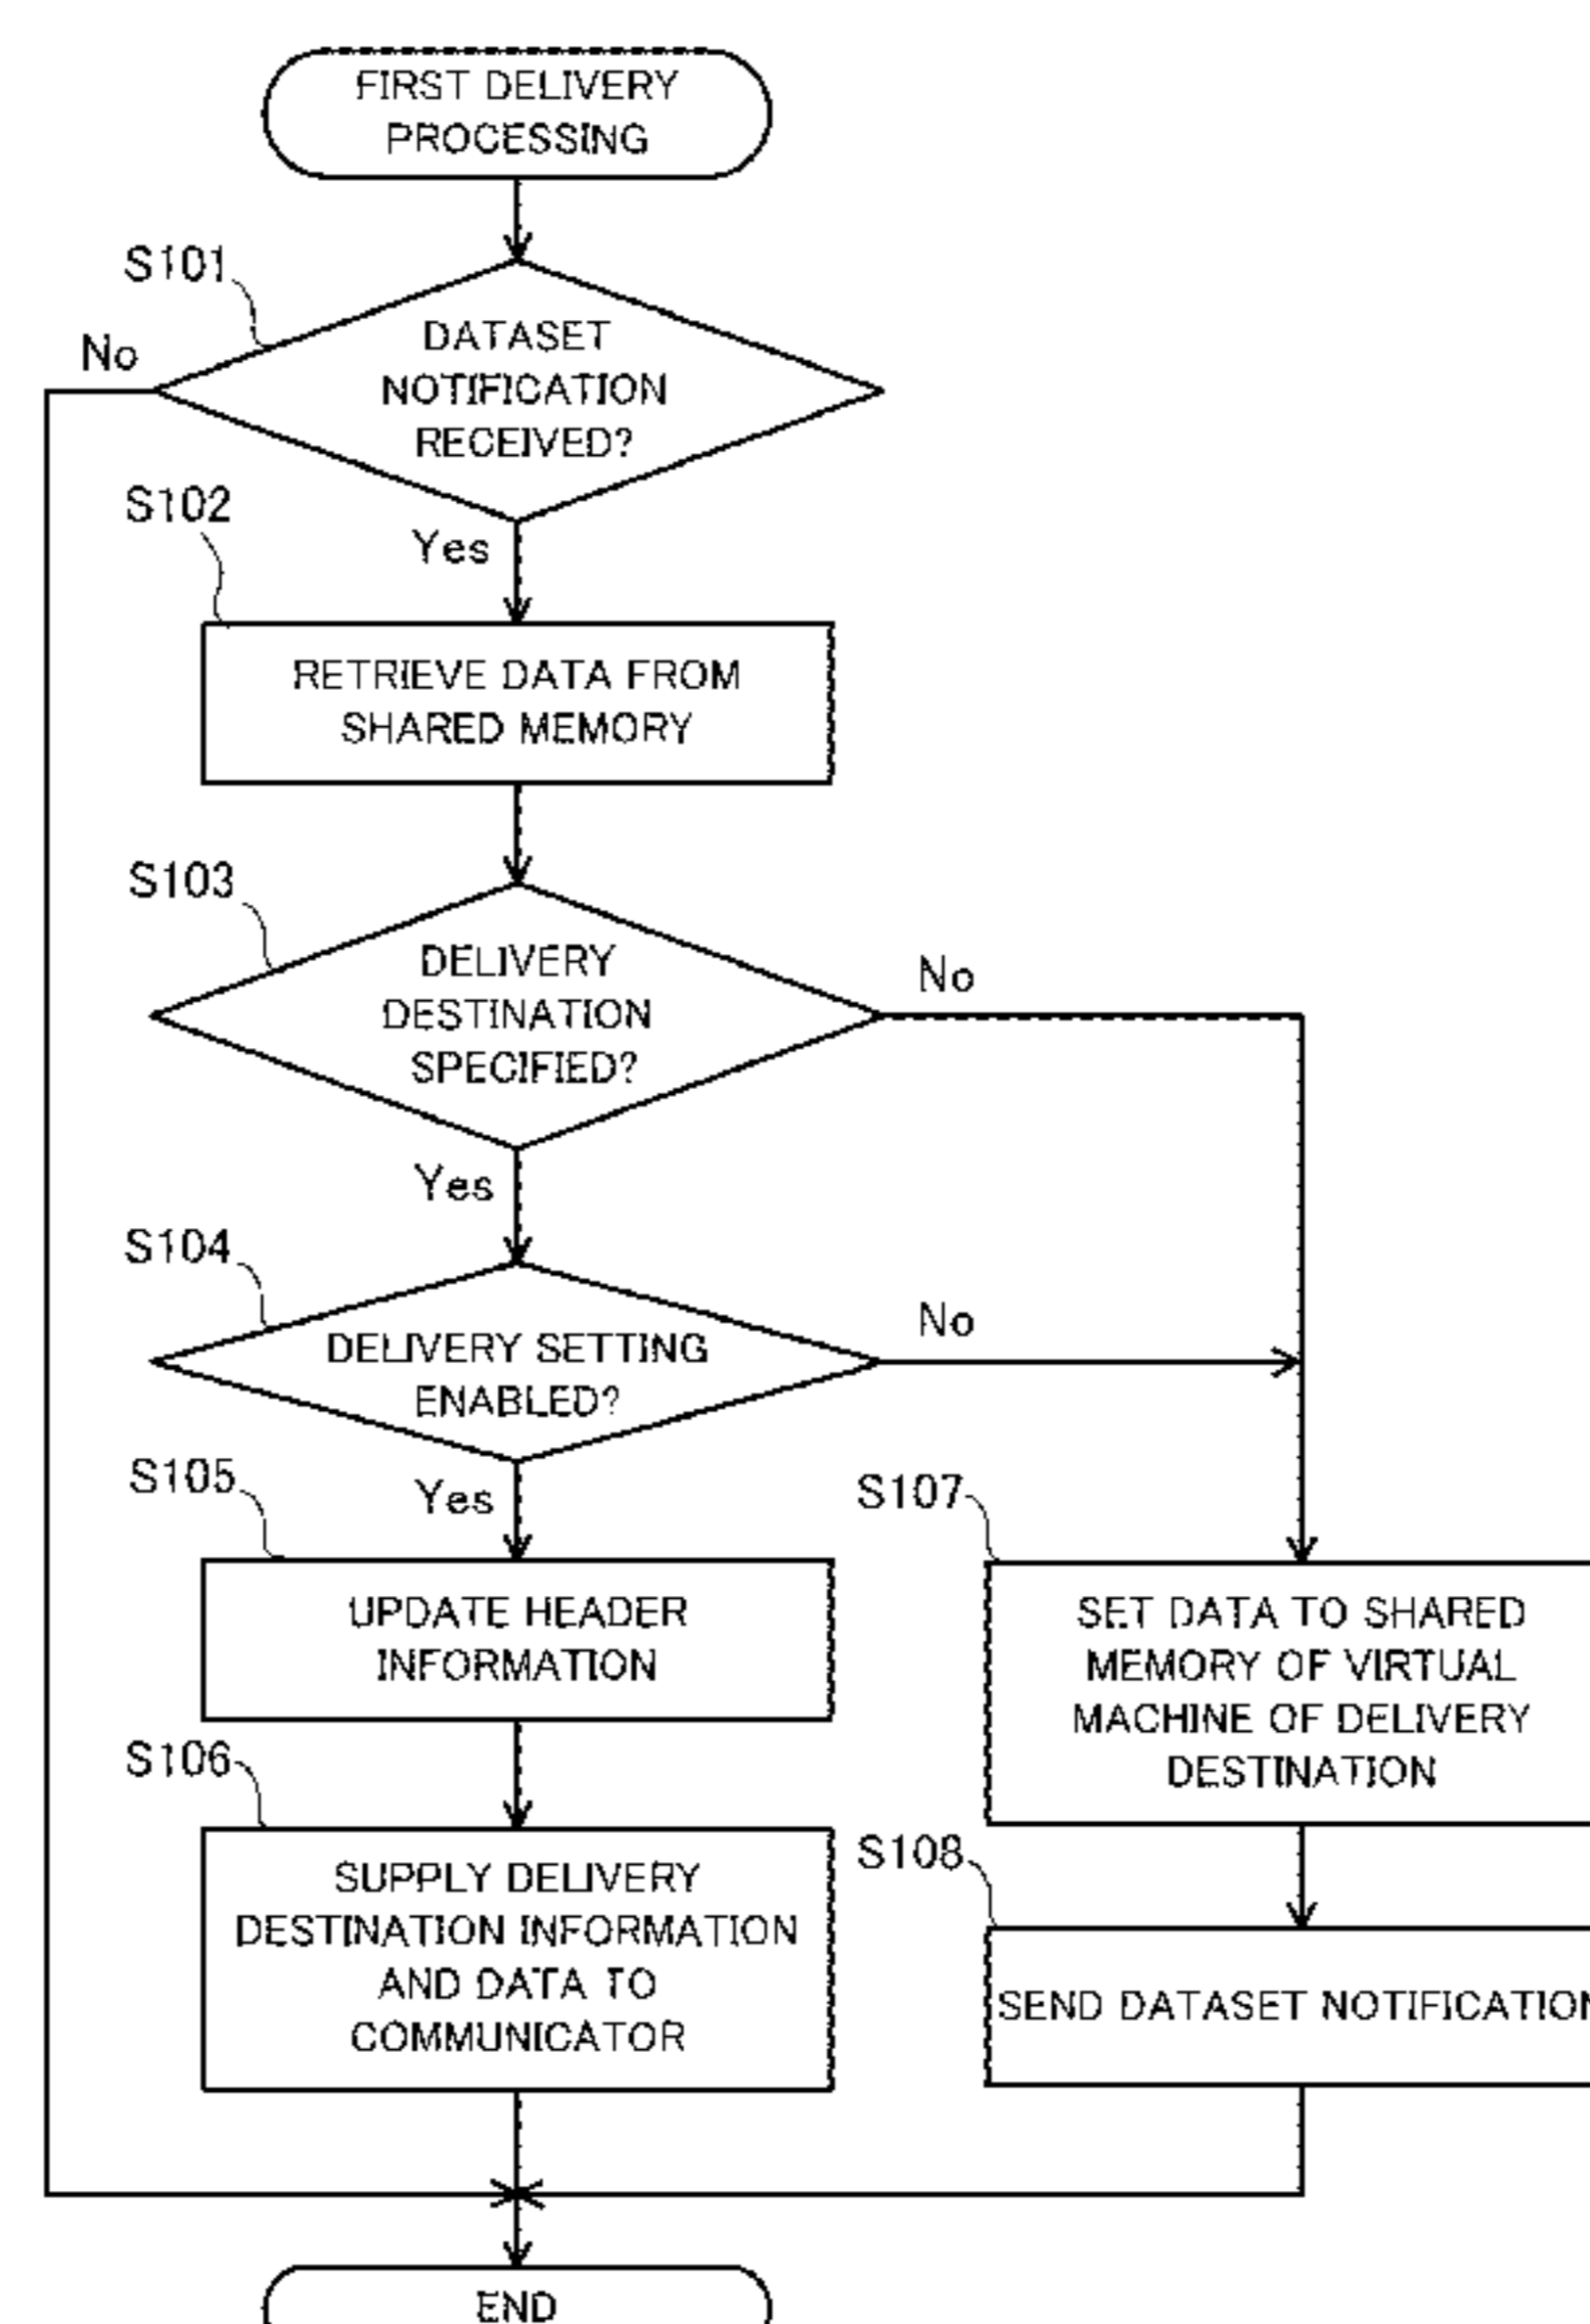 FIRST DELIVERY
PROCESSING
S101
No
DATASET
NOTIFICATION
RECEIVED?
Yes
S102
RETRIEVE DATA FROM
SHARED MEMORY
S103
DELIVERY
DESTINATION
SPECIFIED?
No
Yes
S104
DELIVERY SETTING
ENABLED?
No
Yes
S105
UPDATE HEADER
INFORMATION
S106
SUPPLY DELIVERY
DESTINATION INFORMATION
AND DATA TO
COMMUNICATOR
S107
SET DATA TO SHARED
MEMORY OF VIRTUAL
MACHINE OF DELIVERY
DESTINATION
S108
SEND DATASET NOTIFICATION
END